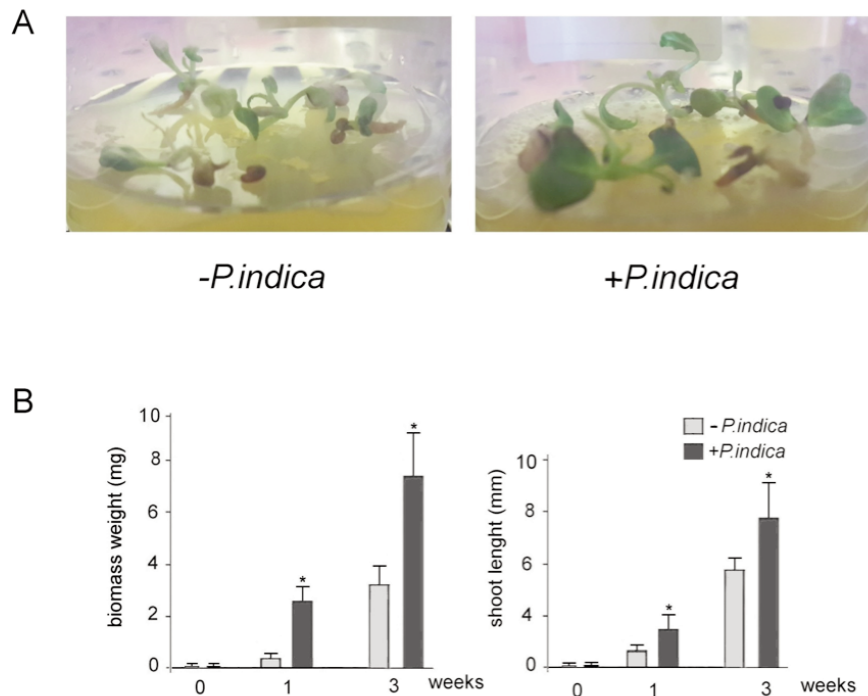 A
-P.indica
+P.indica
B
biomass weight (mg)
10
8
6
4
2
0
0
1
3
weeks
shoot lenght (mm)
10
8
6
4
0
0
1
3
weeks
- P.indica
+P.indica
*
*
*
*